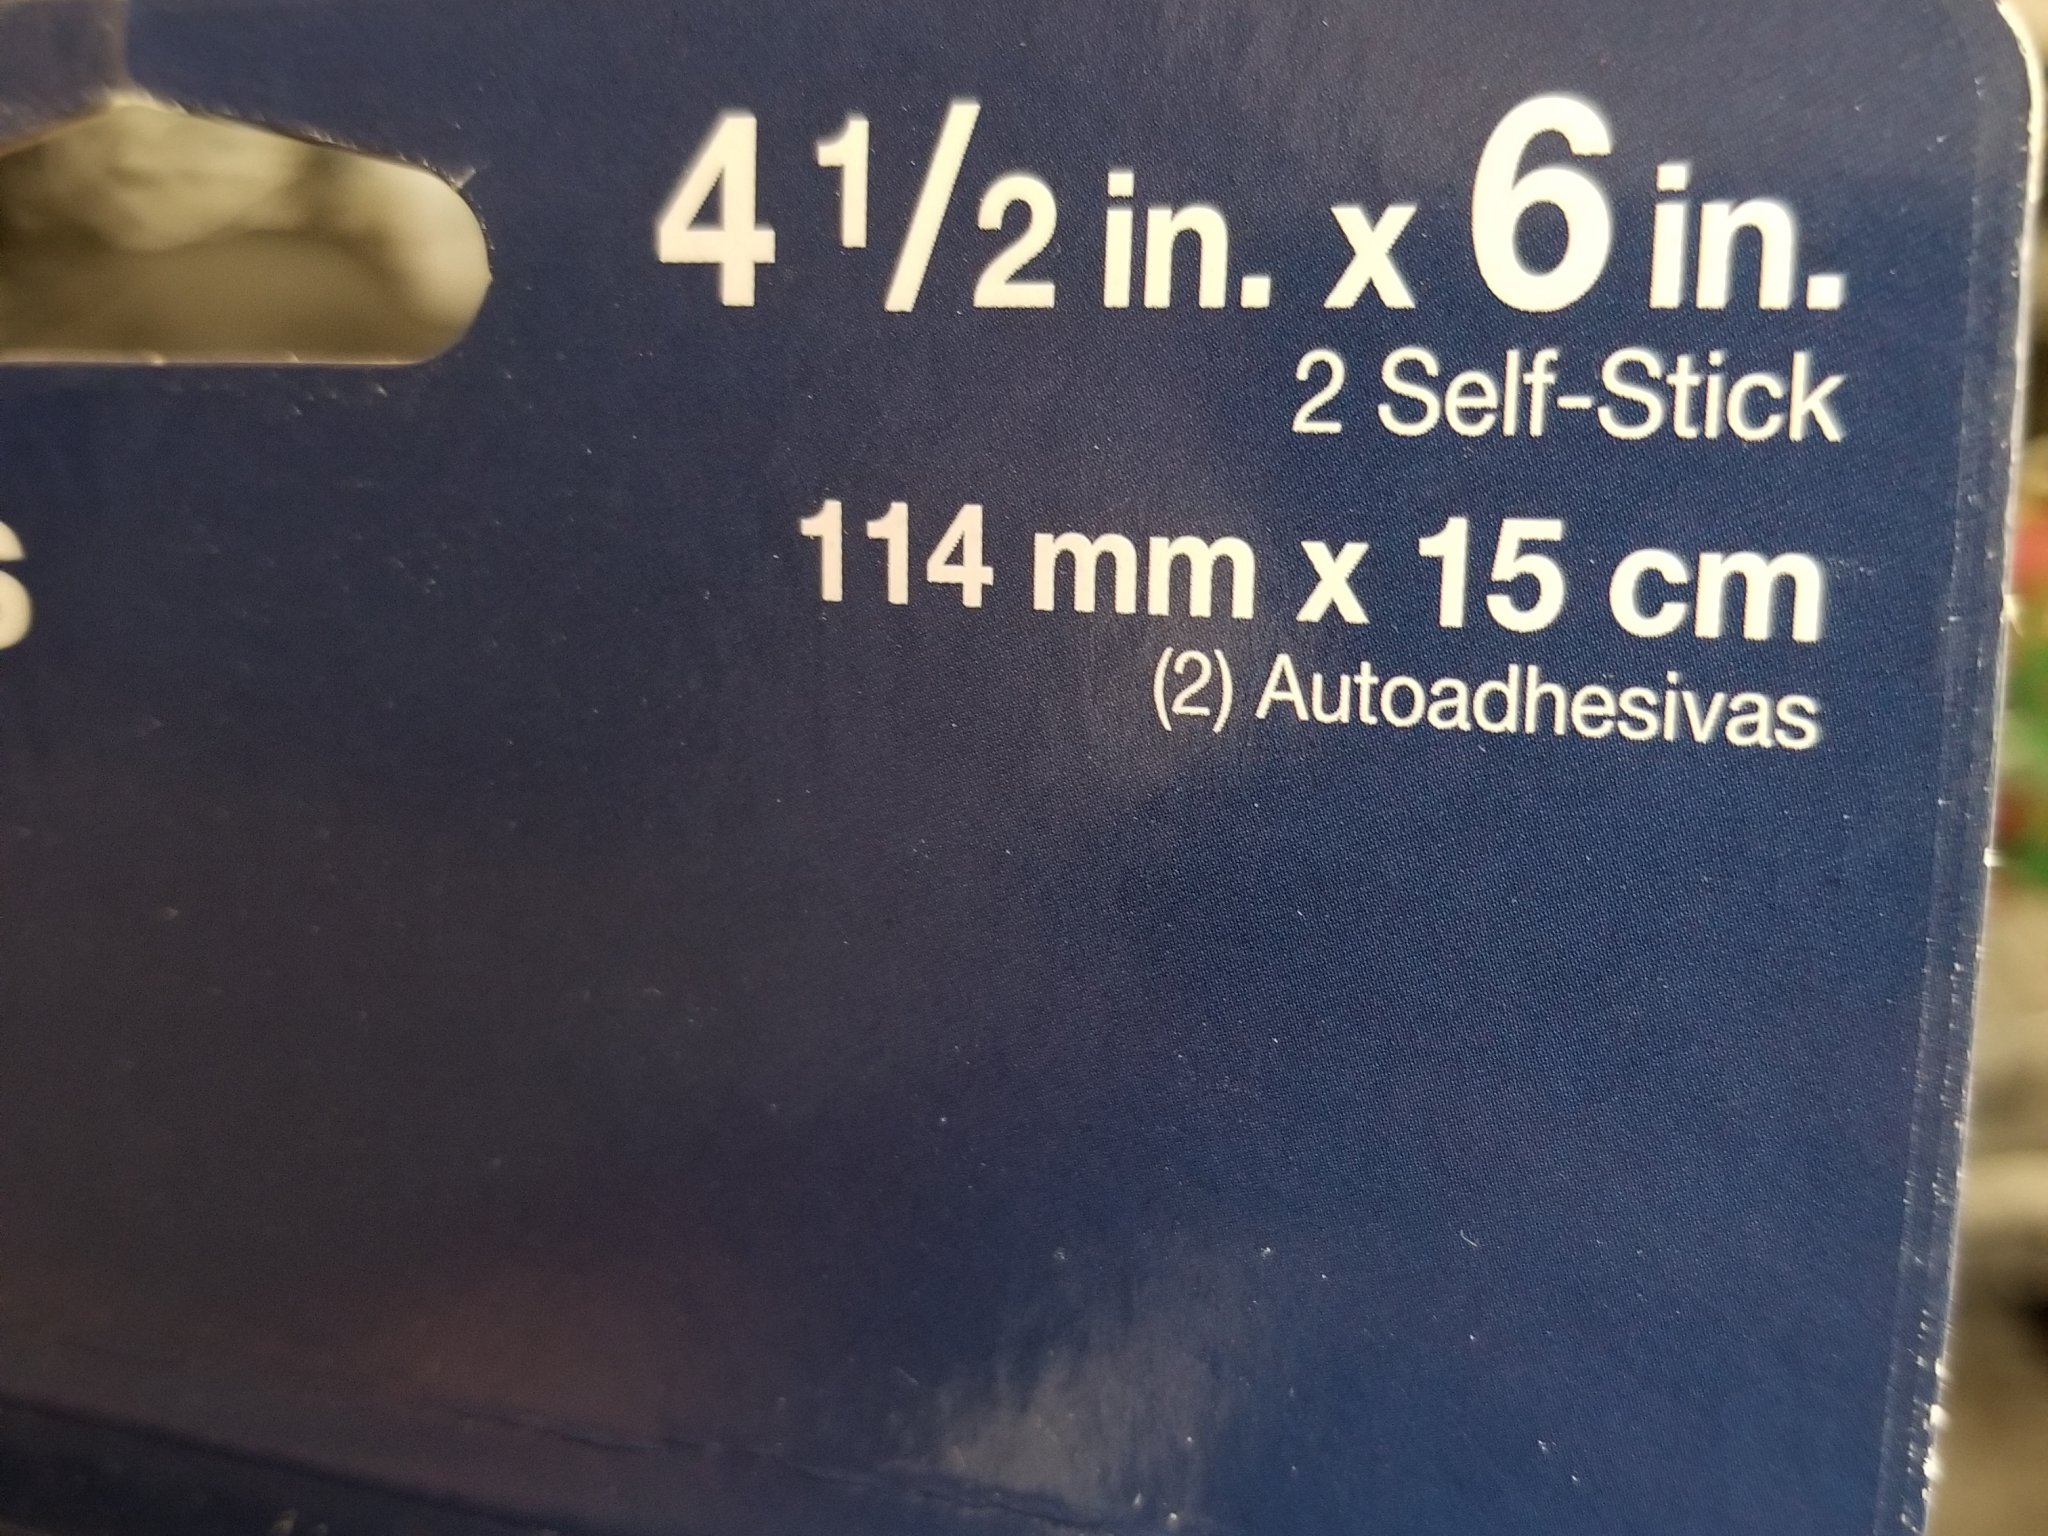 4 1/2 in. x 6 in.
2 Self-Stick
114 mm x 15 cm
(2) Autoadhesivas